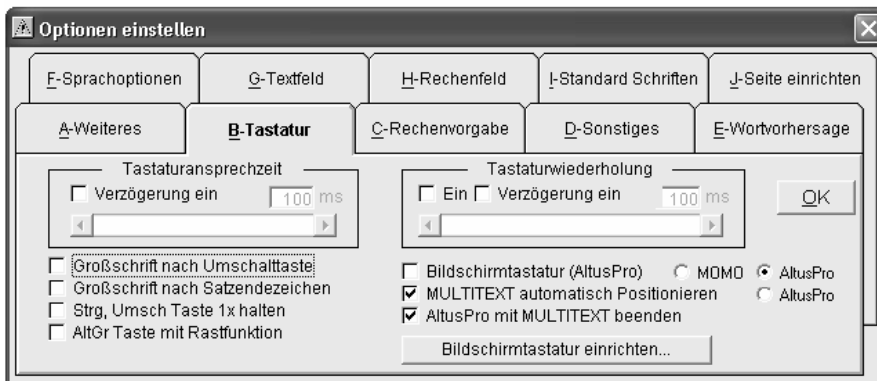 Optionen einstellen
F-Sprachoptionen G-Textfeld H-Rechenfeld I-Standard Schriften J-Seite einrichten
A-Weiteres B-Tastatur C-Rechenvorgabe D-Sonstiges E-Wortvorhersage
Tastaturansprechzeit Tastaturwiederholung
Verzögerung ein 100 ms Ein Verzögerung ein 100 ms OK
Großschrift nach Umschalttaste Bildschirmtastatur (AltusPro) MOMO AltusPro
Großschrift nach Satzendezeichen MULTITEXT automatisch Positionieren AltusPro
Strg, Umsch Taste 1x halten AltusPro mit MULTITEXT beenden
AltGr Taste mit Rastfunktion
Bildschirmtastatur einrichten...